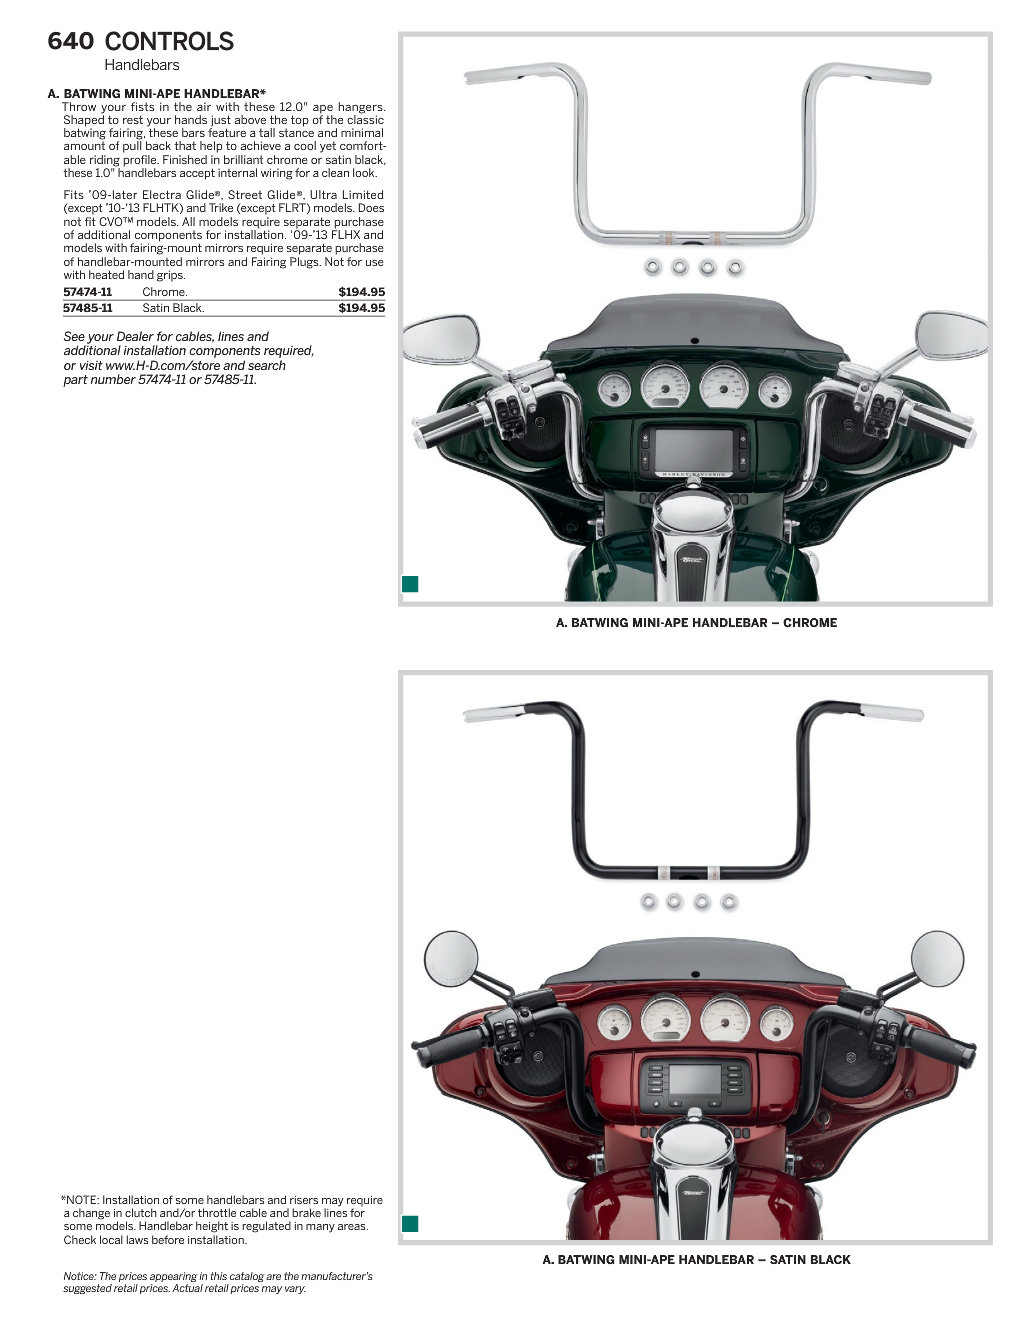 640 CONTROLS
Handlebars
A. BATWING MINI-APE HANDLEBAR*
Throw your fists in the air with these 12.0" ape hangers.
Shaped to rest your hands just above the top of the classic
batwing fairing, these bars feature a tall stance and minimal
amount of pull back that help to achieve a cool yet comfort-
able riding profile. Finished in brilliant chrome or satin black,
these 1.0" handlebars accept internal wiring for a clean look.
Fits '09-later Electra Glide®, Street Glide®, Ultra Limited
(except '10-'13 FLHTK) and Trike (except FLRT) models. Does
not fit CVO™ models. All models require separate purchase
of additional components for installation. '09-'13 FLHX and
models with fairing-mount mirrors require separate purchase
of handlebar-mounted mirrors and Fairing Plugs. Not for use
with heated hand grips.
57474-11 Chrome. $194.95
57485-11 Satin Black. $194.95
See your Dealer for cables, lines and
additional installation components required,
or visit www.H-D.com/store and search
part number 57474-11 or 57485-11.
HARLEY-DAVIDSON
A. BATWING MINI-APE HANDLEBAR – CHROME
A. BATWING MINI-APE HANDLEBAR – SATIN BLACK
*NOTE: Installation of some handlebars and risers may require
a change in clutch and/or throttle cable and brake lines for
some models. Handlebar height is regulated in many areas.
Check local laws before installation.
Notice: The prices appearing in this catalog are the manufacturer's
suggested retail prices. Actual retail prices may vary.